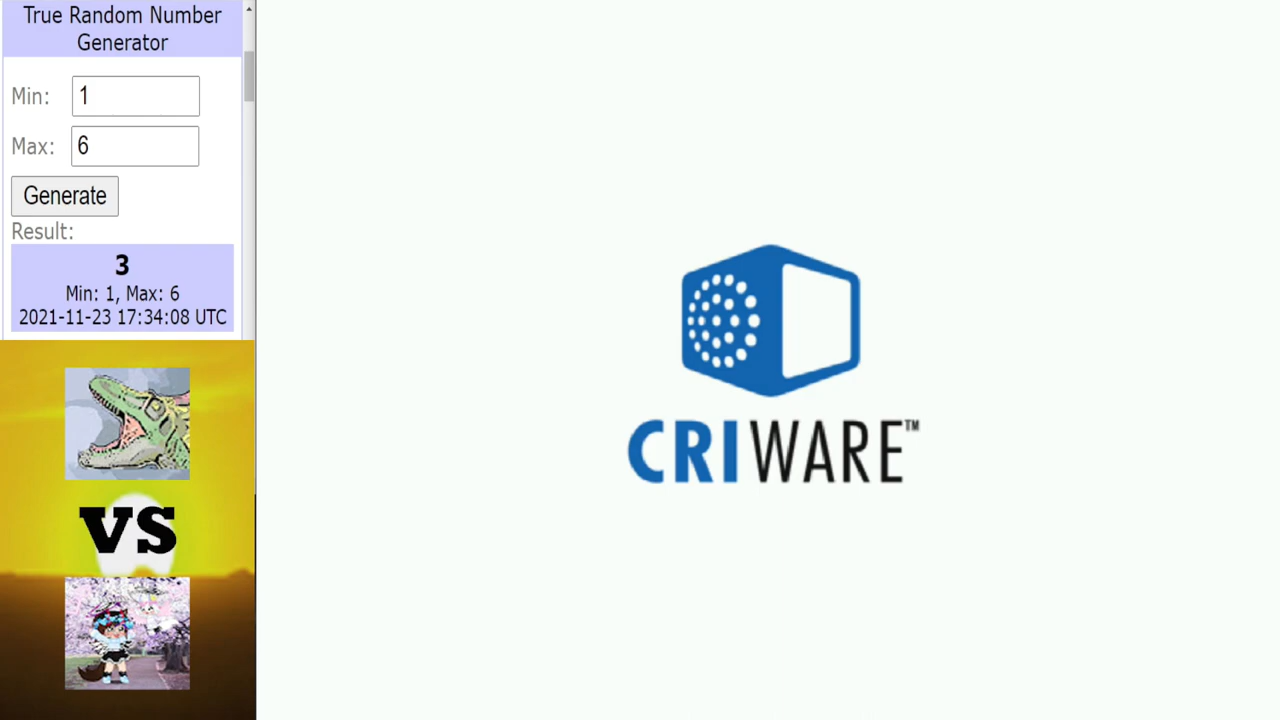 True Random Number
Generator
Min: 1
Max: 6
Generate
Result:
3
Min: 1, Max: 6
2021-11-23 17:34:08 UTC
VS
CRIWARE™